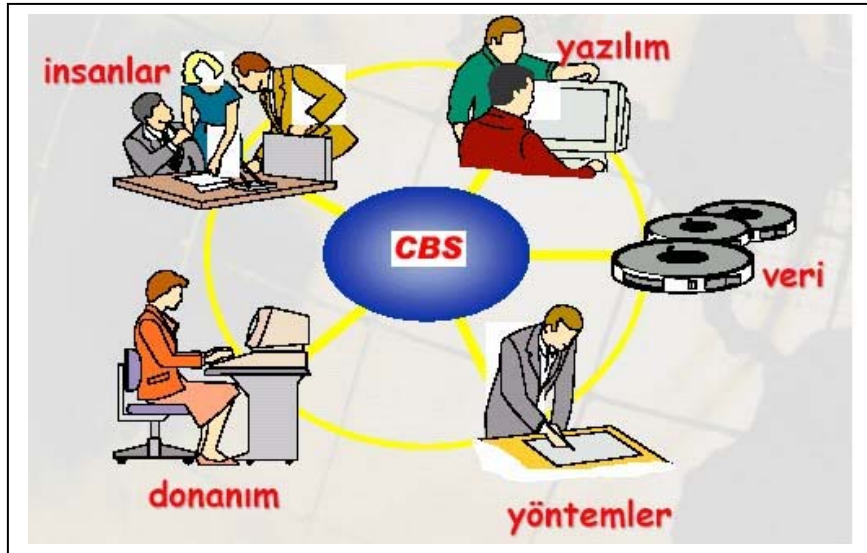 insanlar
yazılım
CBS
veri
donanım
yöntemler